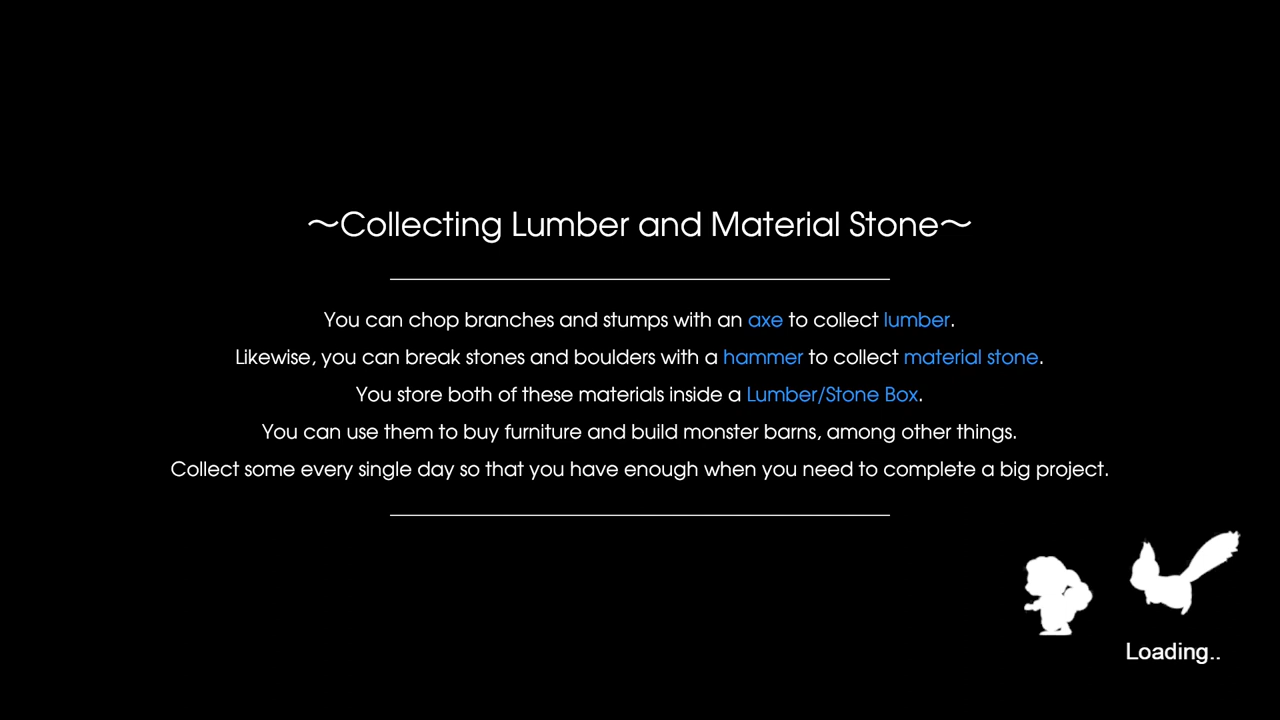 ～Collecting Lumber and Material Stone～
You can chop branches and stumps with an axe to collect lumber.
Likewise, you can break stones and boulders with a hammer to collect material stone.
You store both of these materials inside a Lumber/Stone Box.
You can use them to buy furniture and build monster barns, among other things.
Collect some every single day so that you have enough when you need to complete a big project.
Loading..